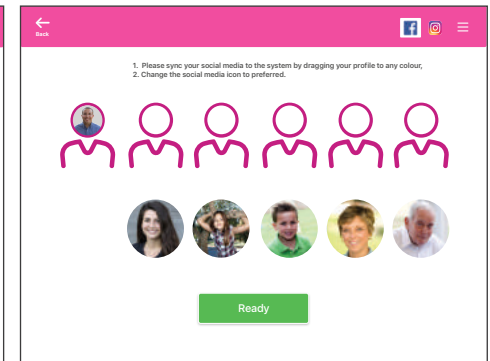 Back
1. Please sync your social media to the system by dragging your profile to any colour,
2. Change the social media icon to preferred.
Ready